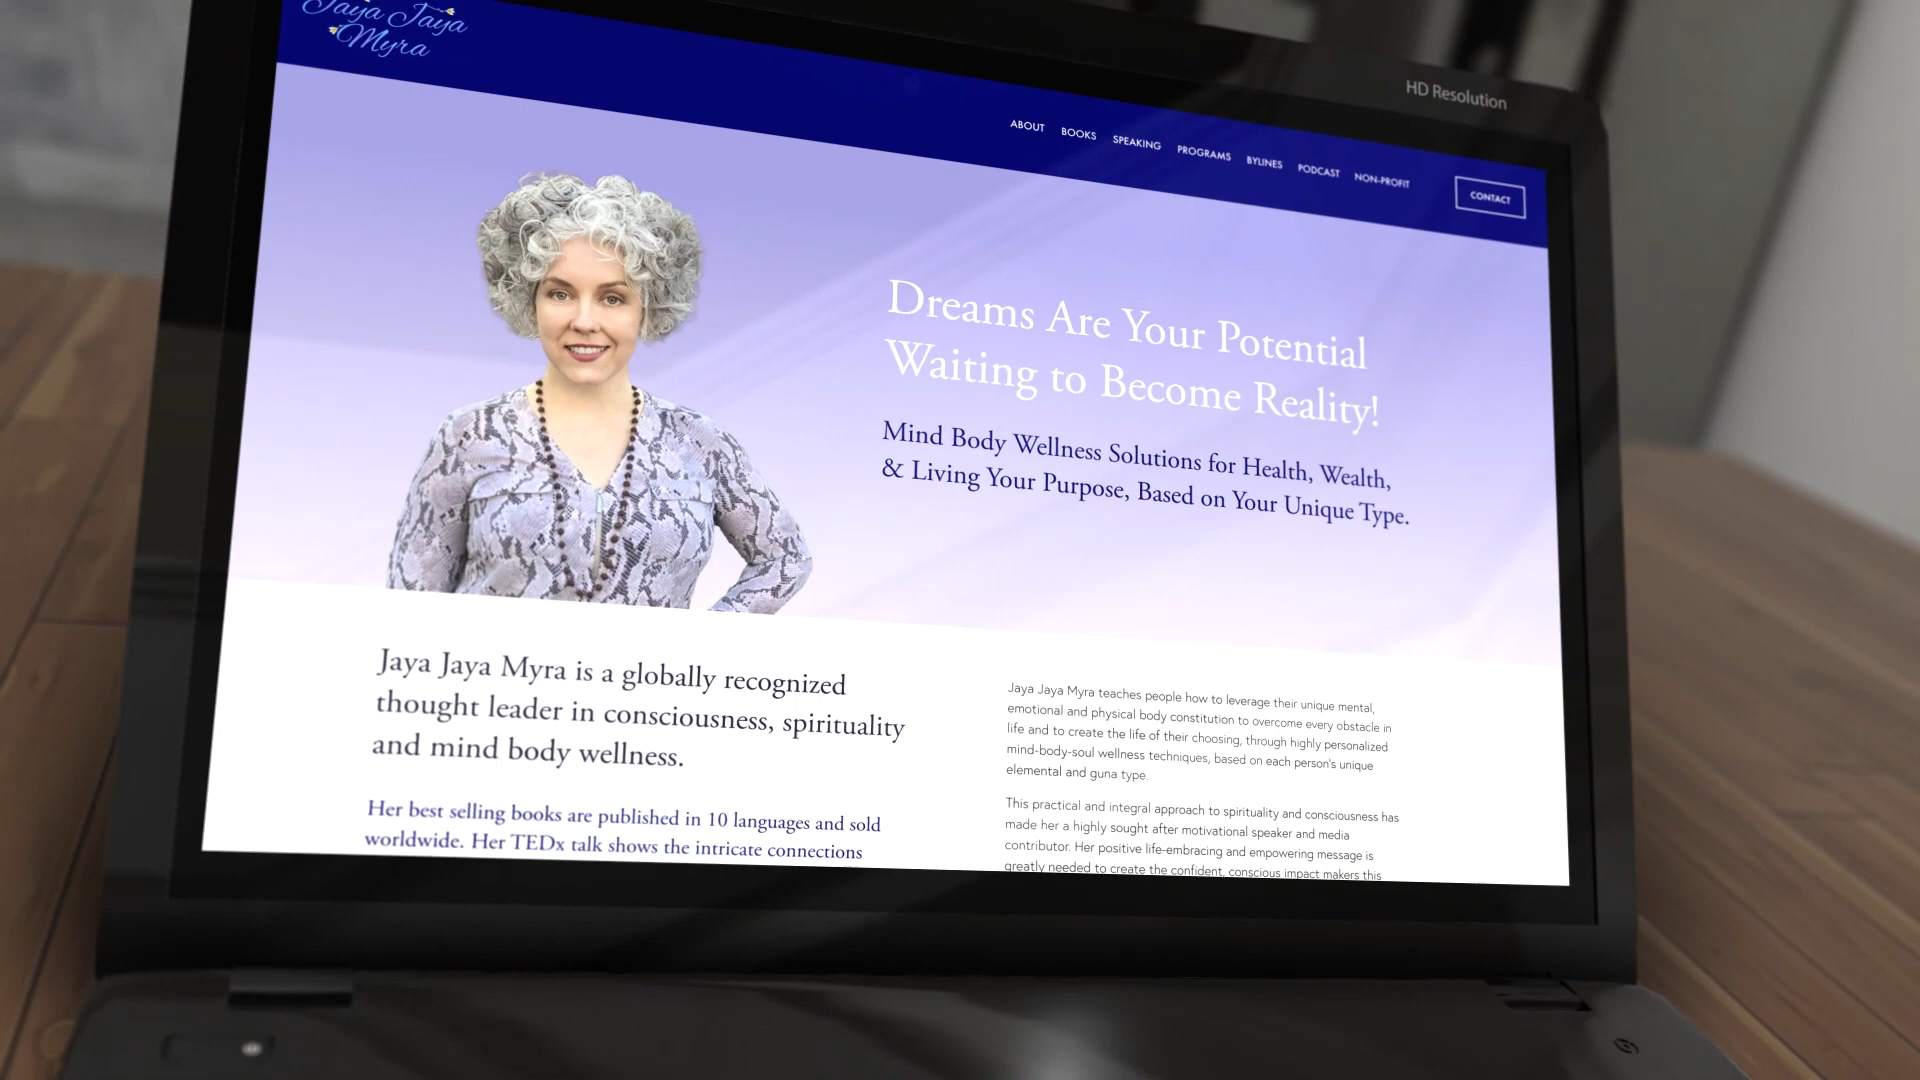 Jaya Jaya
Myra
HD Resolution
ABOUT BOOKS SPEAKING PROGRAMS BYLINES PODCAST NON-PROFIT CONTACT
Dreams Are Your Potential
Waiting to Become Reality!
Mind Body Wellness Solutions for Health, Wealth,
& Living Your Purpose, Based on Your Unique Type.
Jaya Jaya Myra is a globally recognized
thought leader in consciousness, spirituality
and mind body wellness.
Her best selling books are published in 10 languages and sold
worldwide. Her TEDx talk shows the intricate connections
Jaya Jaya Myra teaches people how to leverage their unique mental,
emotional and physical body constitution to overcome every obstacle in
life and to create the life of their choosing, through highly personalized
mind-body-soul wellness techniques, based on each person's unique
elemental and guna type.
This practical and integral approach to spirituality and consciousness has
made her a highly sought after motivational speaker and media
contributor. Her positive life-embracing and empowering message is
greatly needed to create the confident, conscious impact makers this